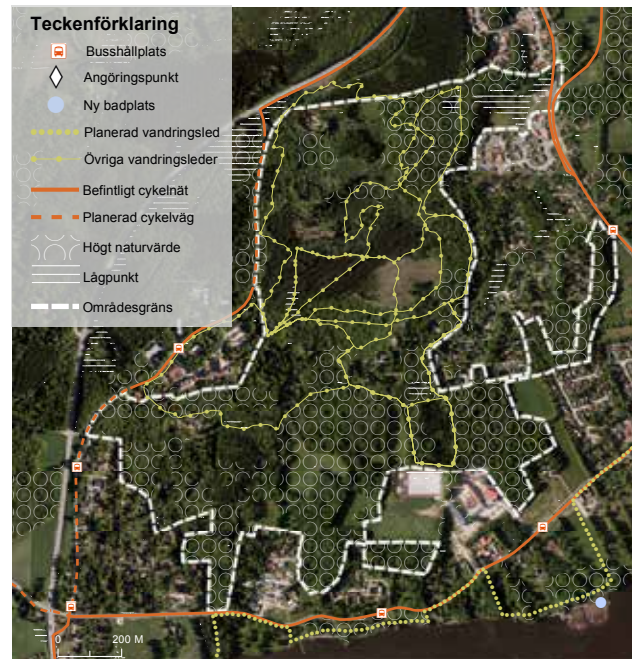 Teckenförklaring
Busshållplats
Angöringspunkt
Ny badplats
Planerad vandringsled
Övriga vandringsleder
Befintligt cykelnät
Planerad cykelväg
Högt naturvärde
Lågpunkt
Områdesgräns
0 200 M